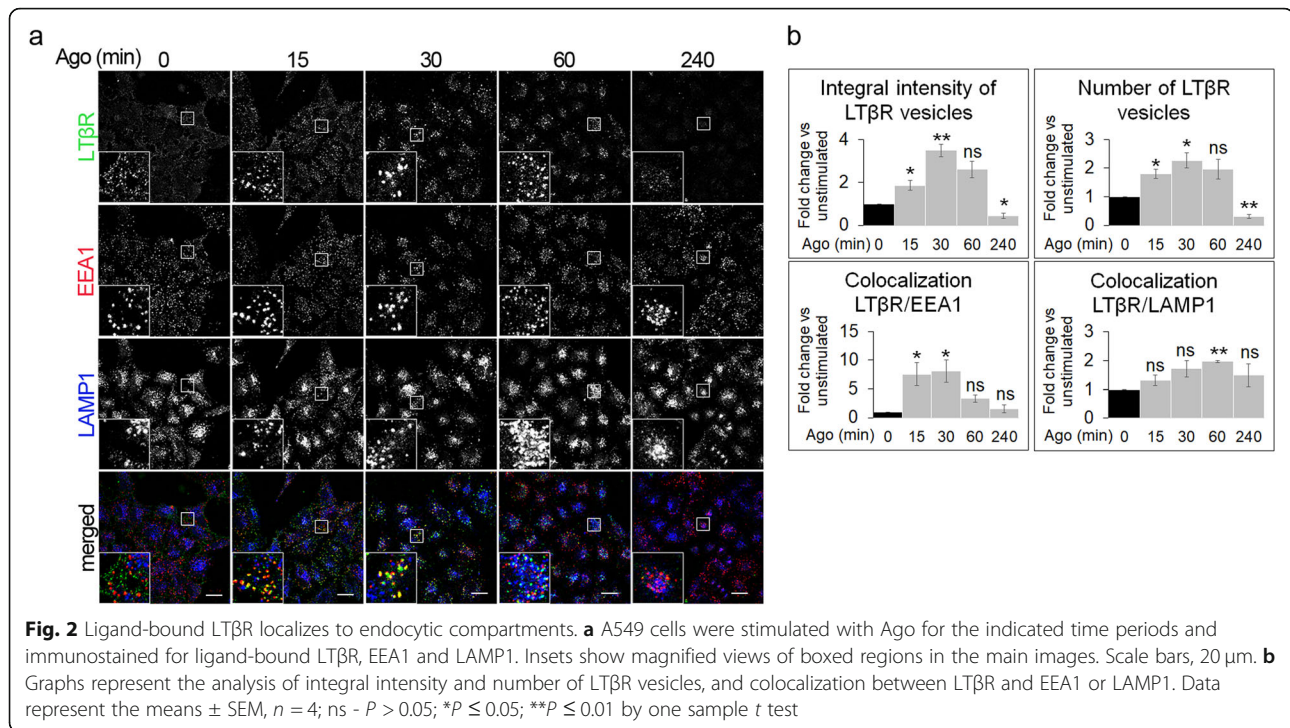 a
Ago (min) 0 15 30 60 240
LTβR
EEA1
LAMP1
merged
b
Integral intensity of
LTβR vesicles
Fold change vs
unstimulated
4
2
0
* ** ns *
Ago (min) 0 15 30 60 240
Number of LTβR
vesicles
Fold change vs
unstimulated
3
2
1
0
* * ns **
Ago (min) 0 15 30 60 240
Colocalization
LTβR/EEA1
Fold change vs
unstimulated
15
10
5
0
* * ns ns
Ago (min) 0 15 30 60 240
Colocalization
LTβR/LAMP1
Fold change vs
unstimulated
3
2
1
0
ns ns ** ns
Ago (min) 0 15 30 60 240
Fig. 2 Ligand-bound LTβR localizes to endocytic compartments. a A549 cells were stimulated with Ago for the indicated time periods and
immunostained for ligand-bound LTβR, EEA1 and LAMP1. Insets show magnified views of boxed regions in the main images. Scale bars, 20 μm. b
Graphs represent the analysis of integral intensity and number of LTβR vesicles, and colocalization between LTβR and EEA1 or LAMP1. Data
represent the means ± SEM, n = 4; ns - P > 0.05; *P ≤ 0.05; **P ≤ 0.01 by one sample t test